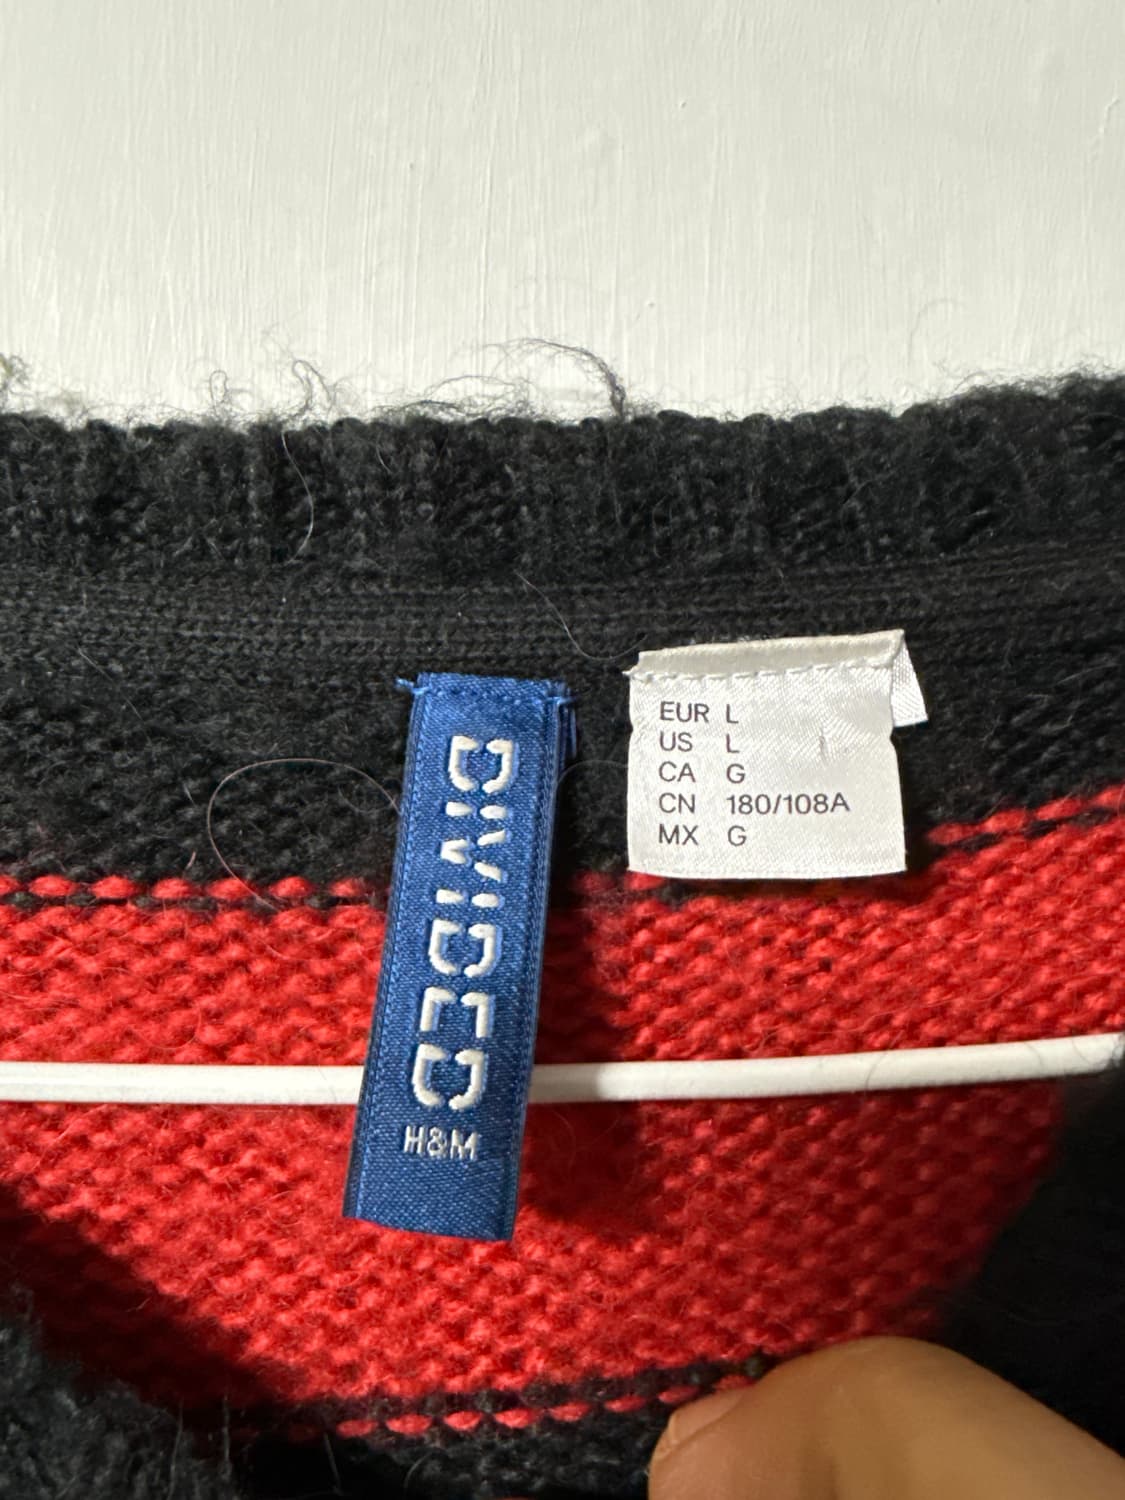 DIVIDED
H&M
EUR L
US L
CA G
CN 180/108A
MX G